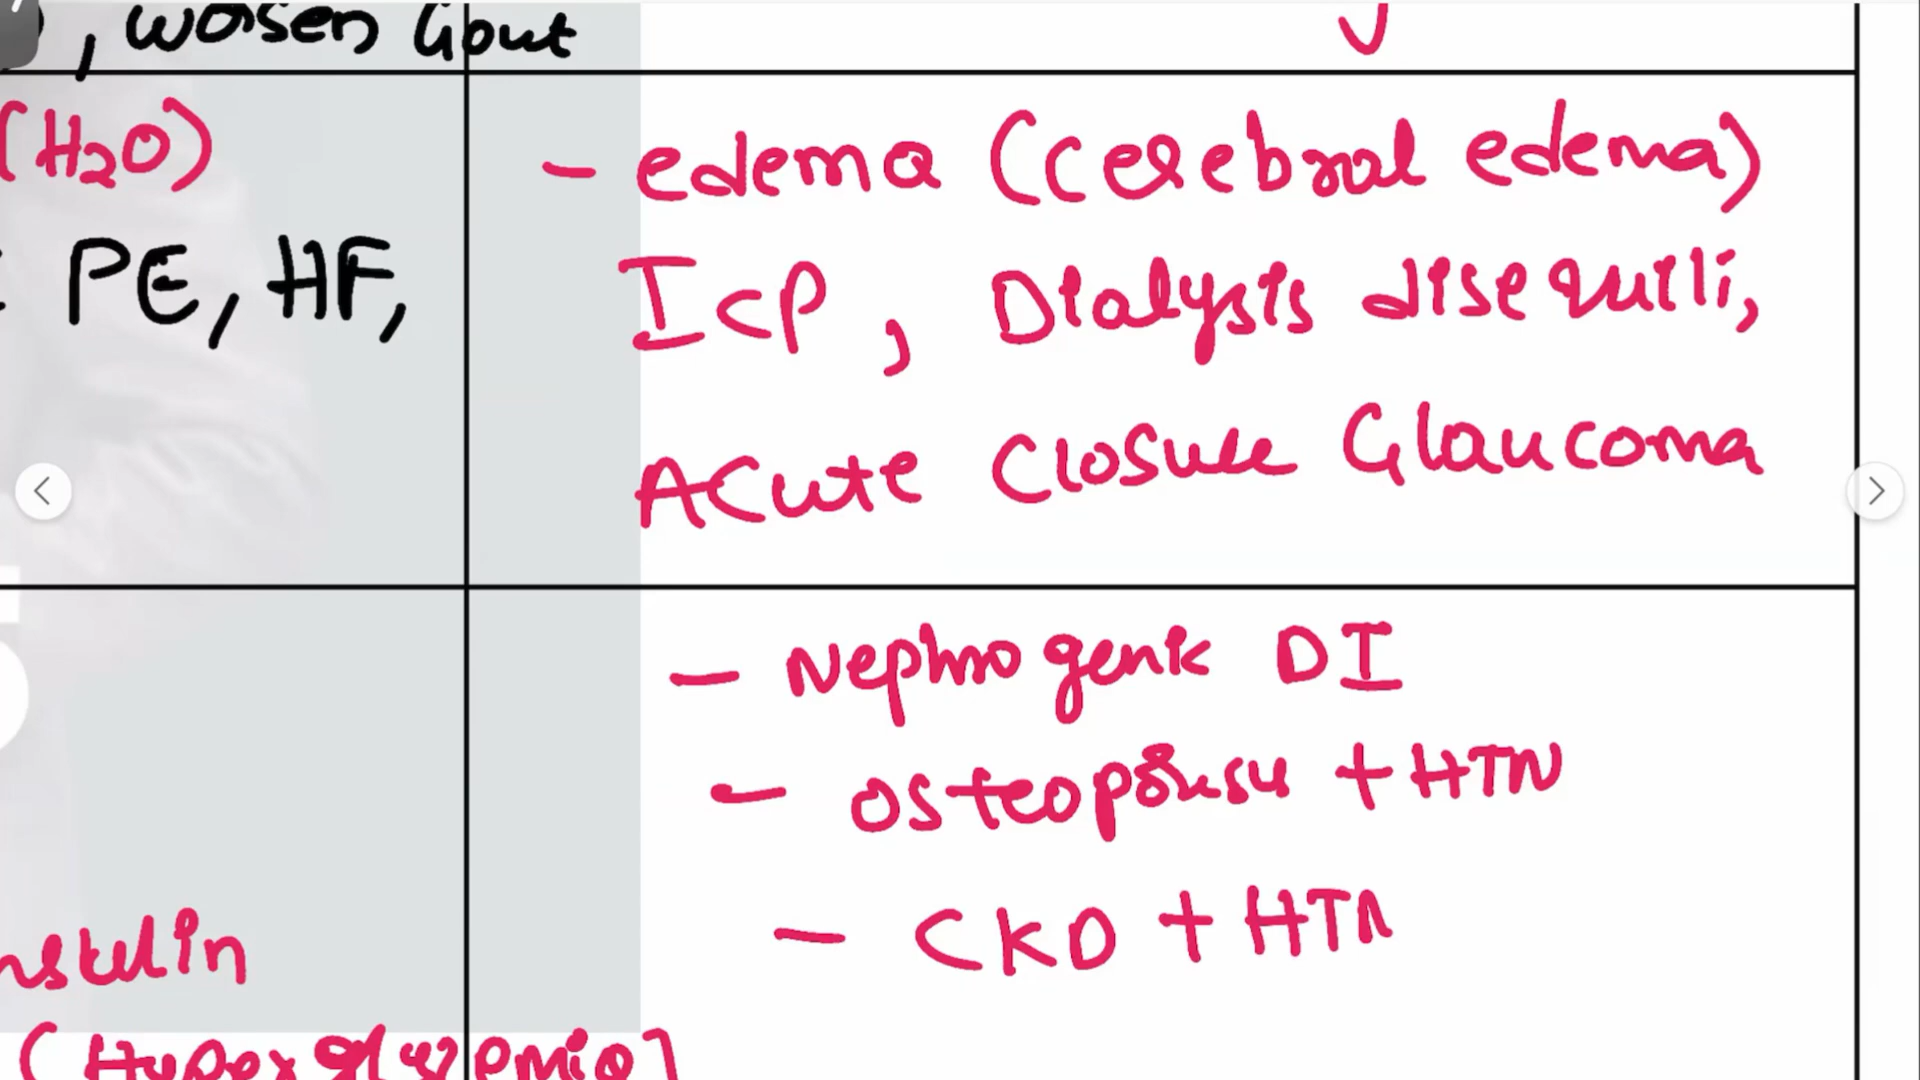 , worsen Gout
(H2O)
PE, HF,
- edema (cerebral edema)
ICP, Dialysis disequili,
Acute Closure Glaucoma
- Nephrogenic DI
- Osteoporosis + HTN
- CKD + HTN
(Hyperglycemia]